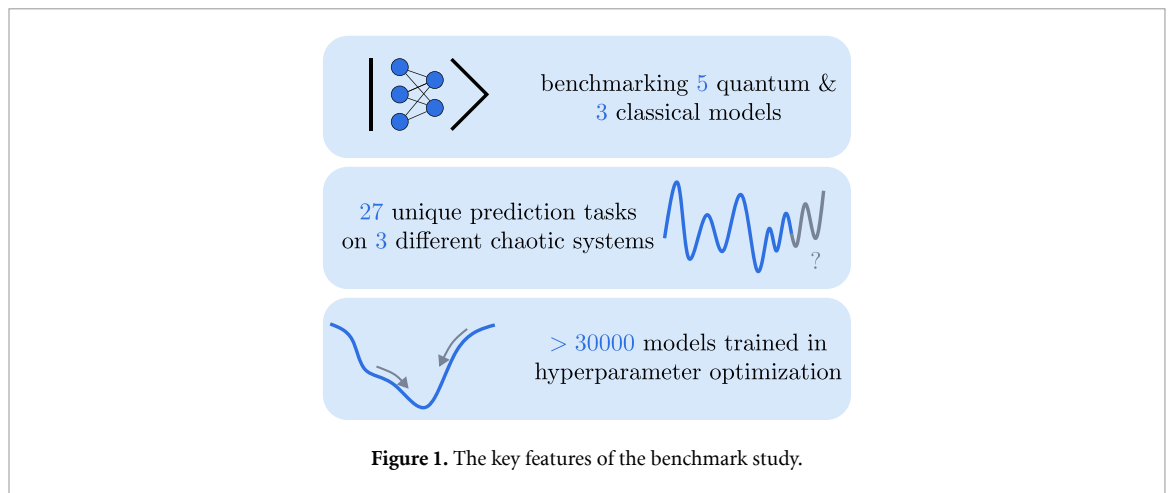 benchmarking 5 quantum &
3 classical models
27 unique prediction tasks
on 3 different chaotic systems
?
> 30000 models trained in
hyperparameter optimization
Figure 1. The key features of the benchmark study.